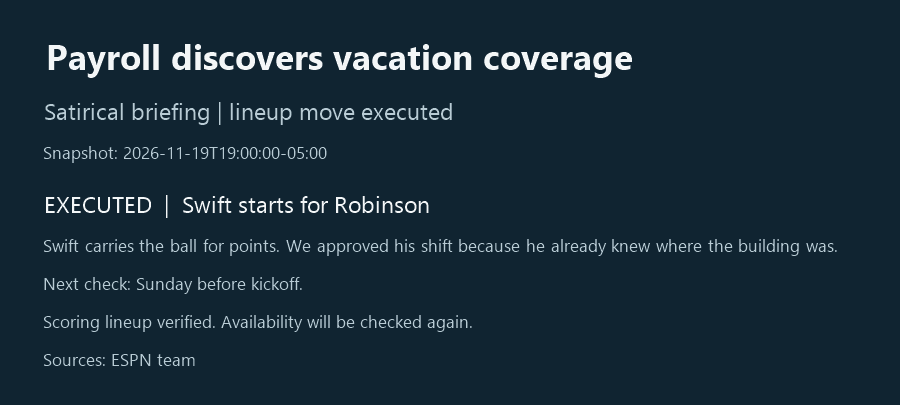 Payroll discovers vacation coverage
Satirical briefing | lineup move executed
Snapshot: 2026-11-19T19:00:00-05:00
EXECUTED | Swift starts for Robinson
Swift carries the ball for points. We approved his shift because he already knew where the building was.
Next check: Sunday before kickoff.
Scoring lineup verified. Availability will be checked again.
Sources: ESPN team